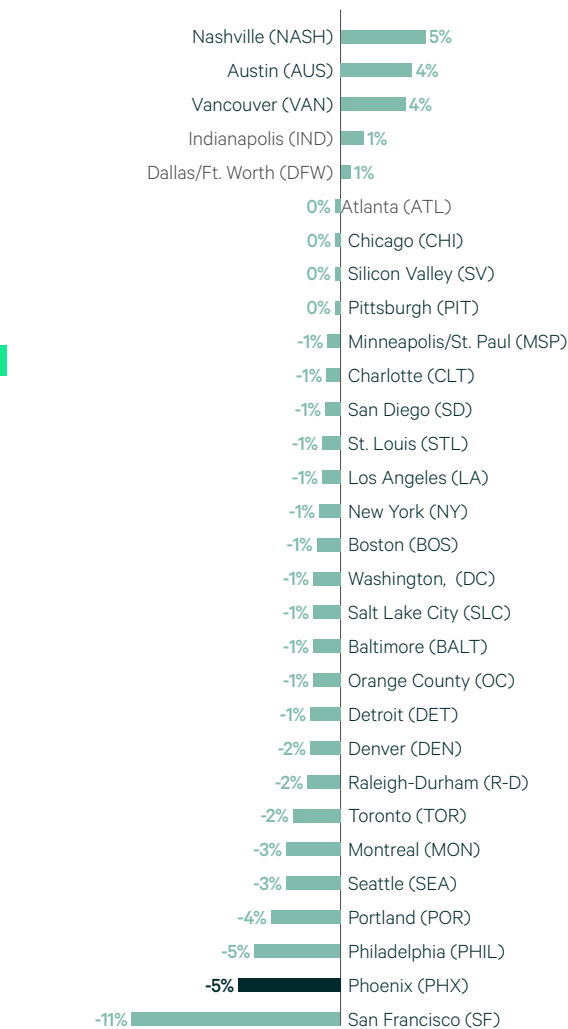 Nashville (NASH) 5%
Austin (AUS) 4%
Vancouver (VAN) 4%
Indianapolis (IND) 1%
Dallas/Ft. Worth (DFW) 1%
0% Atlanta (ATL)
0% Chicago (CHI)
0% Silicon Valley (SV)
0% Pittsburgh (PIT)
-1% Minneapolis/St. Paul (MSP)
-1% Charlotte (CLT)
-1% San Diego (SD)
-1% St. Louis (STL)
-1% Los Angeles (LA)
-1% New York (NY)
-1% Boston (BOS)
-1% Washington, (DC)
-1% Salt Lake City (SLC)
-1% Baltimore (BALT)
-1% Orange County (OC)
-1% Detroit (DET)
-2% Denver (DEN)
-2% Raleigh-Durham (R-D)
-2% Toronto (TOR)
-3% Montreal (MON)
-3% Seattle (SEA)
-4% Portland (POR)
-5% Philadelphia (PHIL)
-5% Phoenix (PHX)
-11% San Francisco (SF)